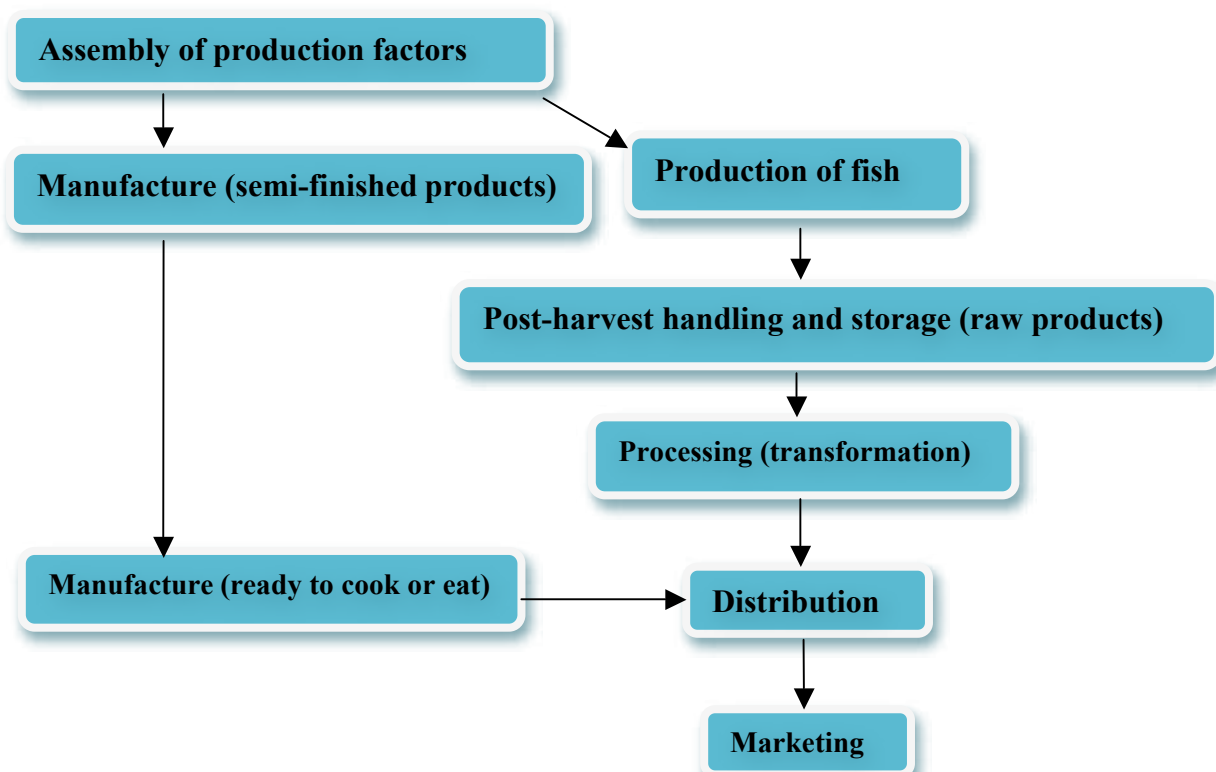 Assembly of production factors
Manufacture (semi-finished products)
Production of fish
Post-harvest handling and storage (raw products)
Processing (transformation)
Manufacture (ready to cook or eat)
Distribution
Marketing